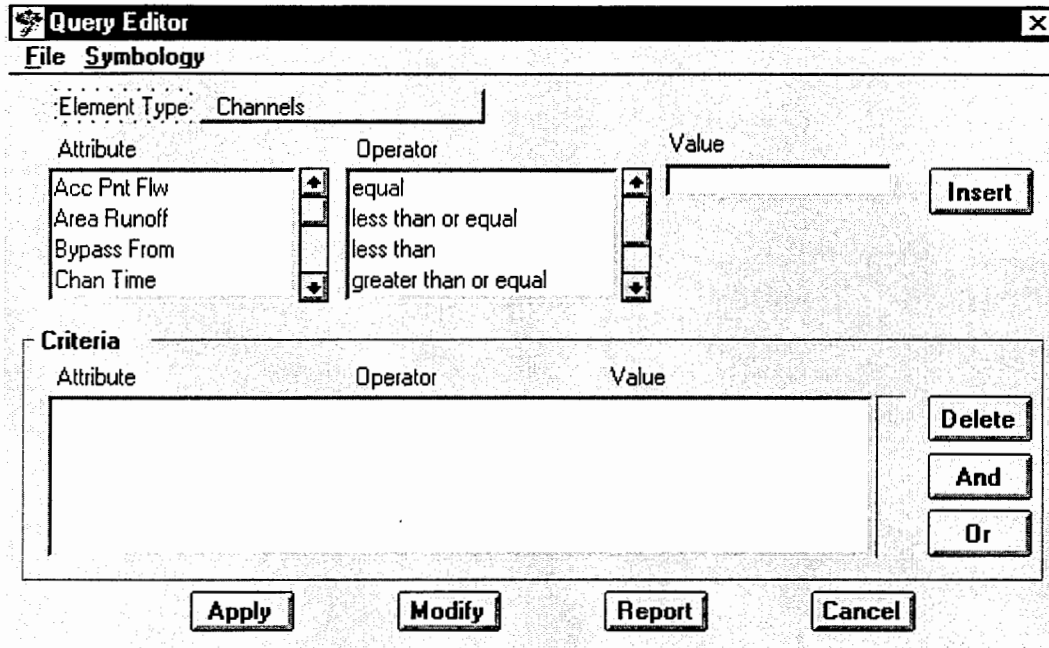 Query Editor
File Symbology
Element Type Channels
Attribute Operator Value
Acc Pnt Flw
Area Runoff
Bypass From
Chan Time
equal
less than or equal
less than
greater than or equal
Insert
Criteria
Attribute Operator Value
Delete
And
Or
Apply Modify Report Cancel